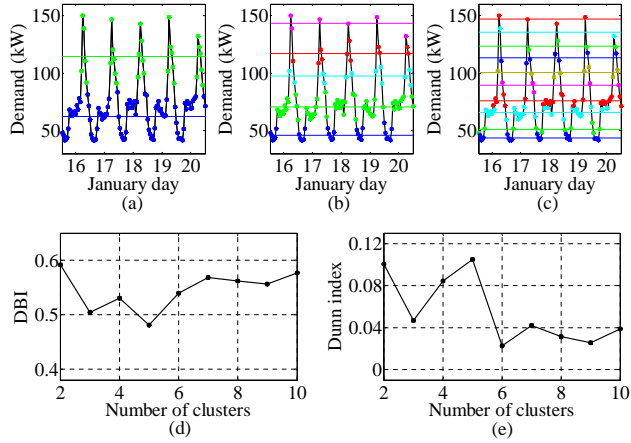 150
100
50
Demand (kW)
16 17 18 19 20
January day
(a)
150
100
50
Demand (kW)
16 17 18 19 20
January day
(b)
150
100
50
Demand (kW)
16 17 18 19 20
January day
(c)
0.6
0.5
0.4
DBI
2 4 6 8 10
Number of clusters
(d)
0.12
0.08
0.04
0
Dunn index
2 4 6 8 10
Number of clusters
(e)